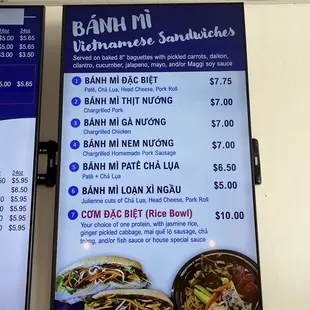 24oz
$5.00 $5.65
$5.00
$3.00
BÁNH MÌ
Vietnamese Sandwiches
Served on baked 8" baguettes with pickled carrots, daikon,
cilantro, cucumber, jalapeno, mayo, and/or Maggi soy sauce
1 BÁNH MÌ ĐẶC BIỆT $7.75
Patê, Chả Lụa, Head Cheese, Pork Roll
2 BÁNH MÌ THỊT NƯỚNG $7.00
Chargrilled Pork
3 BÁNH MÌ GÀ NƯỚNG $7.00
Chargrilled Chicken
4 BÁNH MÌ NEM NƯỚNG $7.00
Chargrilled Homemade Pork Sausage
5 BÁNH MÌ PATÊ CHẢ LỤA $6.50
Patê + Chả Lụa
6 BÁNH MÌ LOẠN XÌ NGẦU $5.00
Julienne cuts of Chả Lụa, Head Cheese, Pork Roll
7 CƠM ĐẶC BIỆT (Rice Bowl) $10.00
Your choice of one protein, with jasmine rice,
ginger pickled cabbage, mai quế lộ sausage, chả
trứng, and/or fish sauce or house special sauce
24oz
$5.95
$6.50
$5.95
$5.95
$5.95